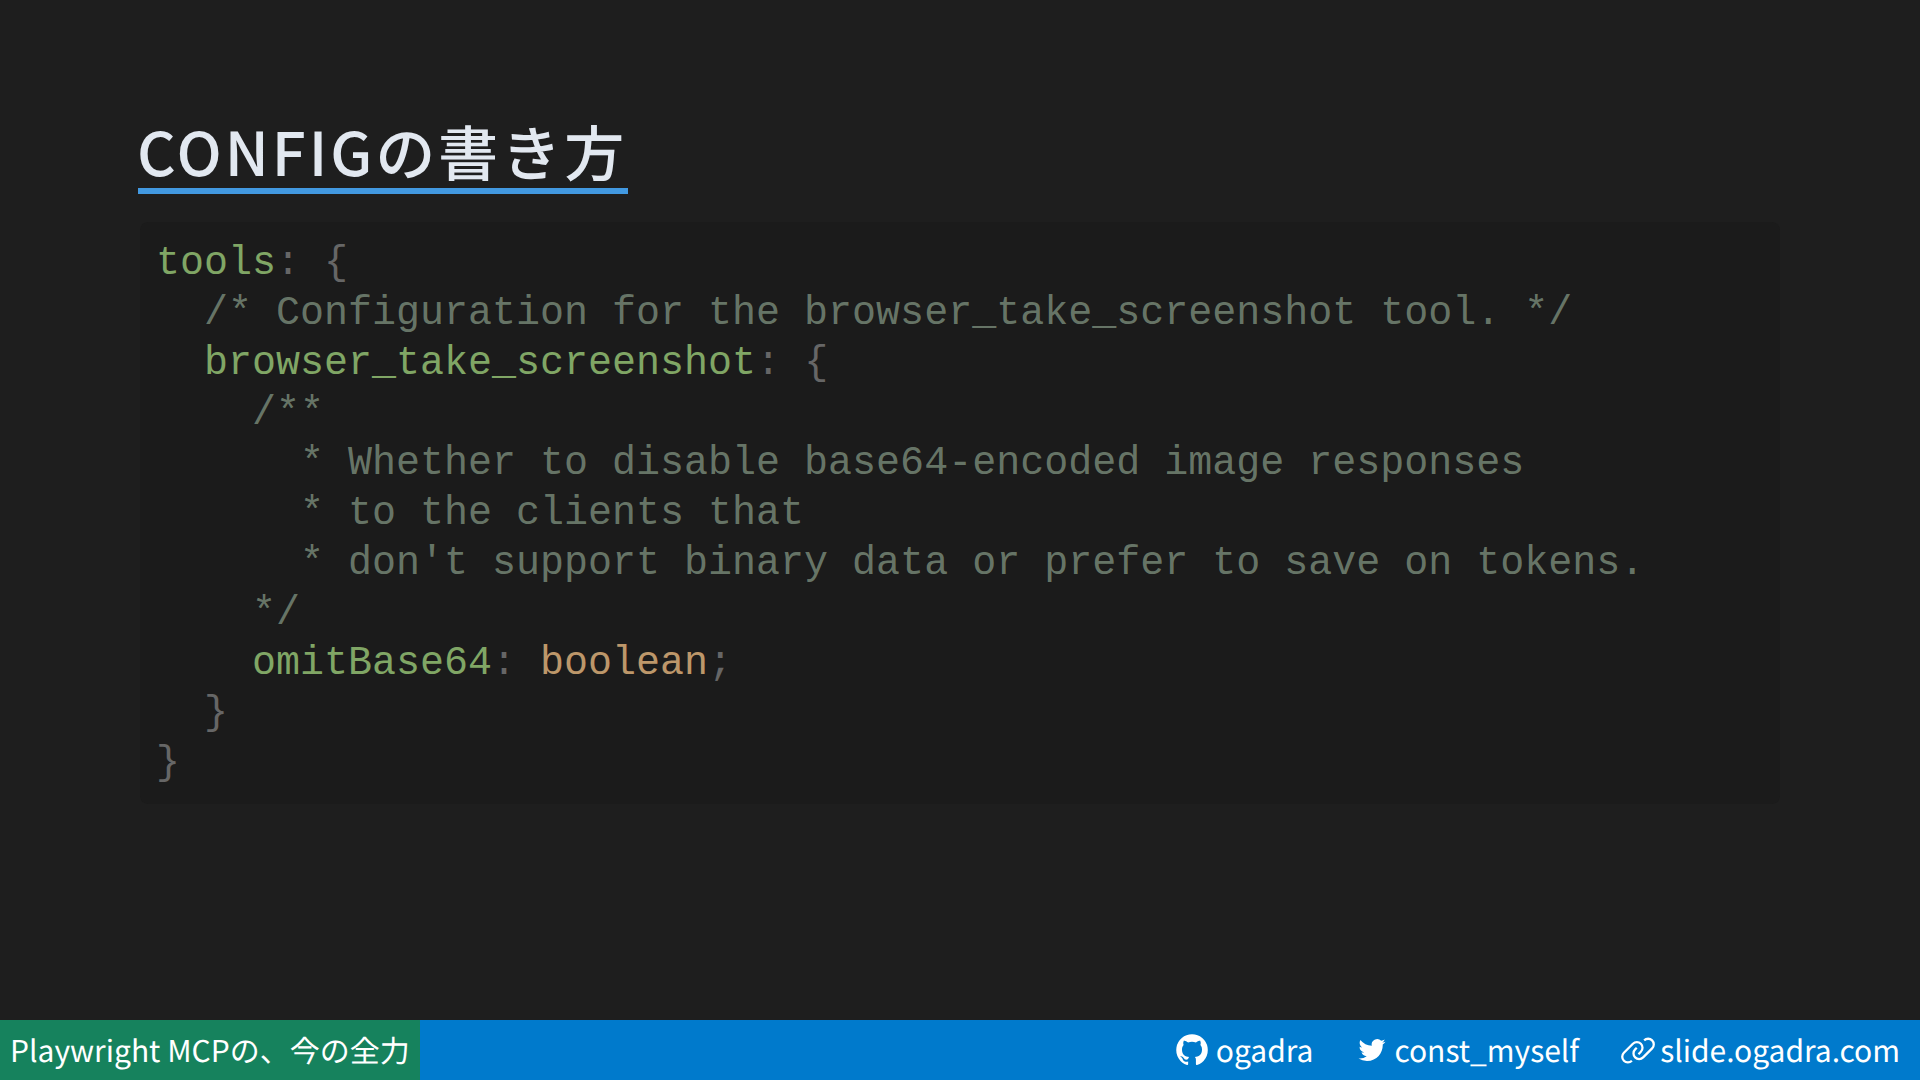 CONFIGの書き方
tools: {
  /* Configuration for the browser_take_screenshot tool. */
  browser_take_screenshot: {
    /**
      * Whether to disable base64-encoded image responses
      * to the clients that
      * don't support binary data or prefer to save on tokens.
    */
    omitBase64: boolean;
  }
}
Playwright MCPの、今の全力
ogadra
const_myself
slide.ogadra.com